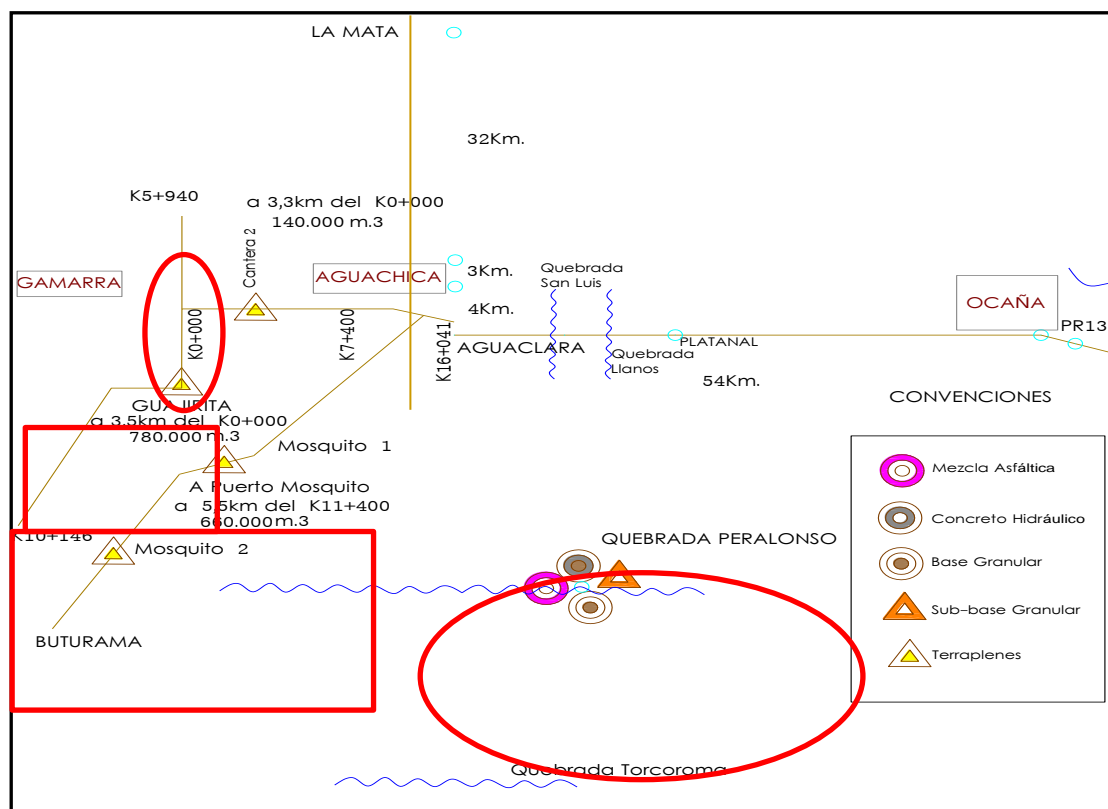 LA MATA
32Km.
K5+940
a 3,3km del K0+000
140.000 m.3
Cantera 2
GAMARRA
AGUACHICA
3Km.
4Km.
Quebrada
San Luis
OCAÑA
K0+000
K7+400
K16+041
AGUACLARA
Quebrada
Llanos
PLATANAL
54Km.
PR13
GUAJIRITA
a 3,5km del K0+000
780.000 m.3
Mosquito 1
A Puerto Mosquito
a 5,5km del K11+400
660.000 m.3
K10+146
Mosquito 2
BUTURAMA
QUEBRADA PERALONSO
Quebrada Torcoroma
CONVENCIONES
Mezcla Asfáltica
Concreto Hidráulico
Base Granular
Sub-base Granular
Terraplenes